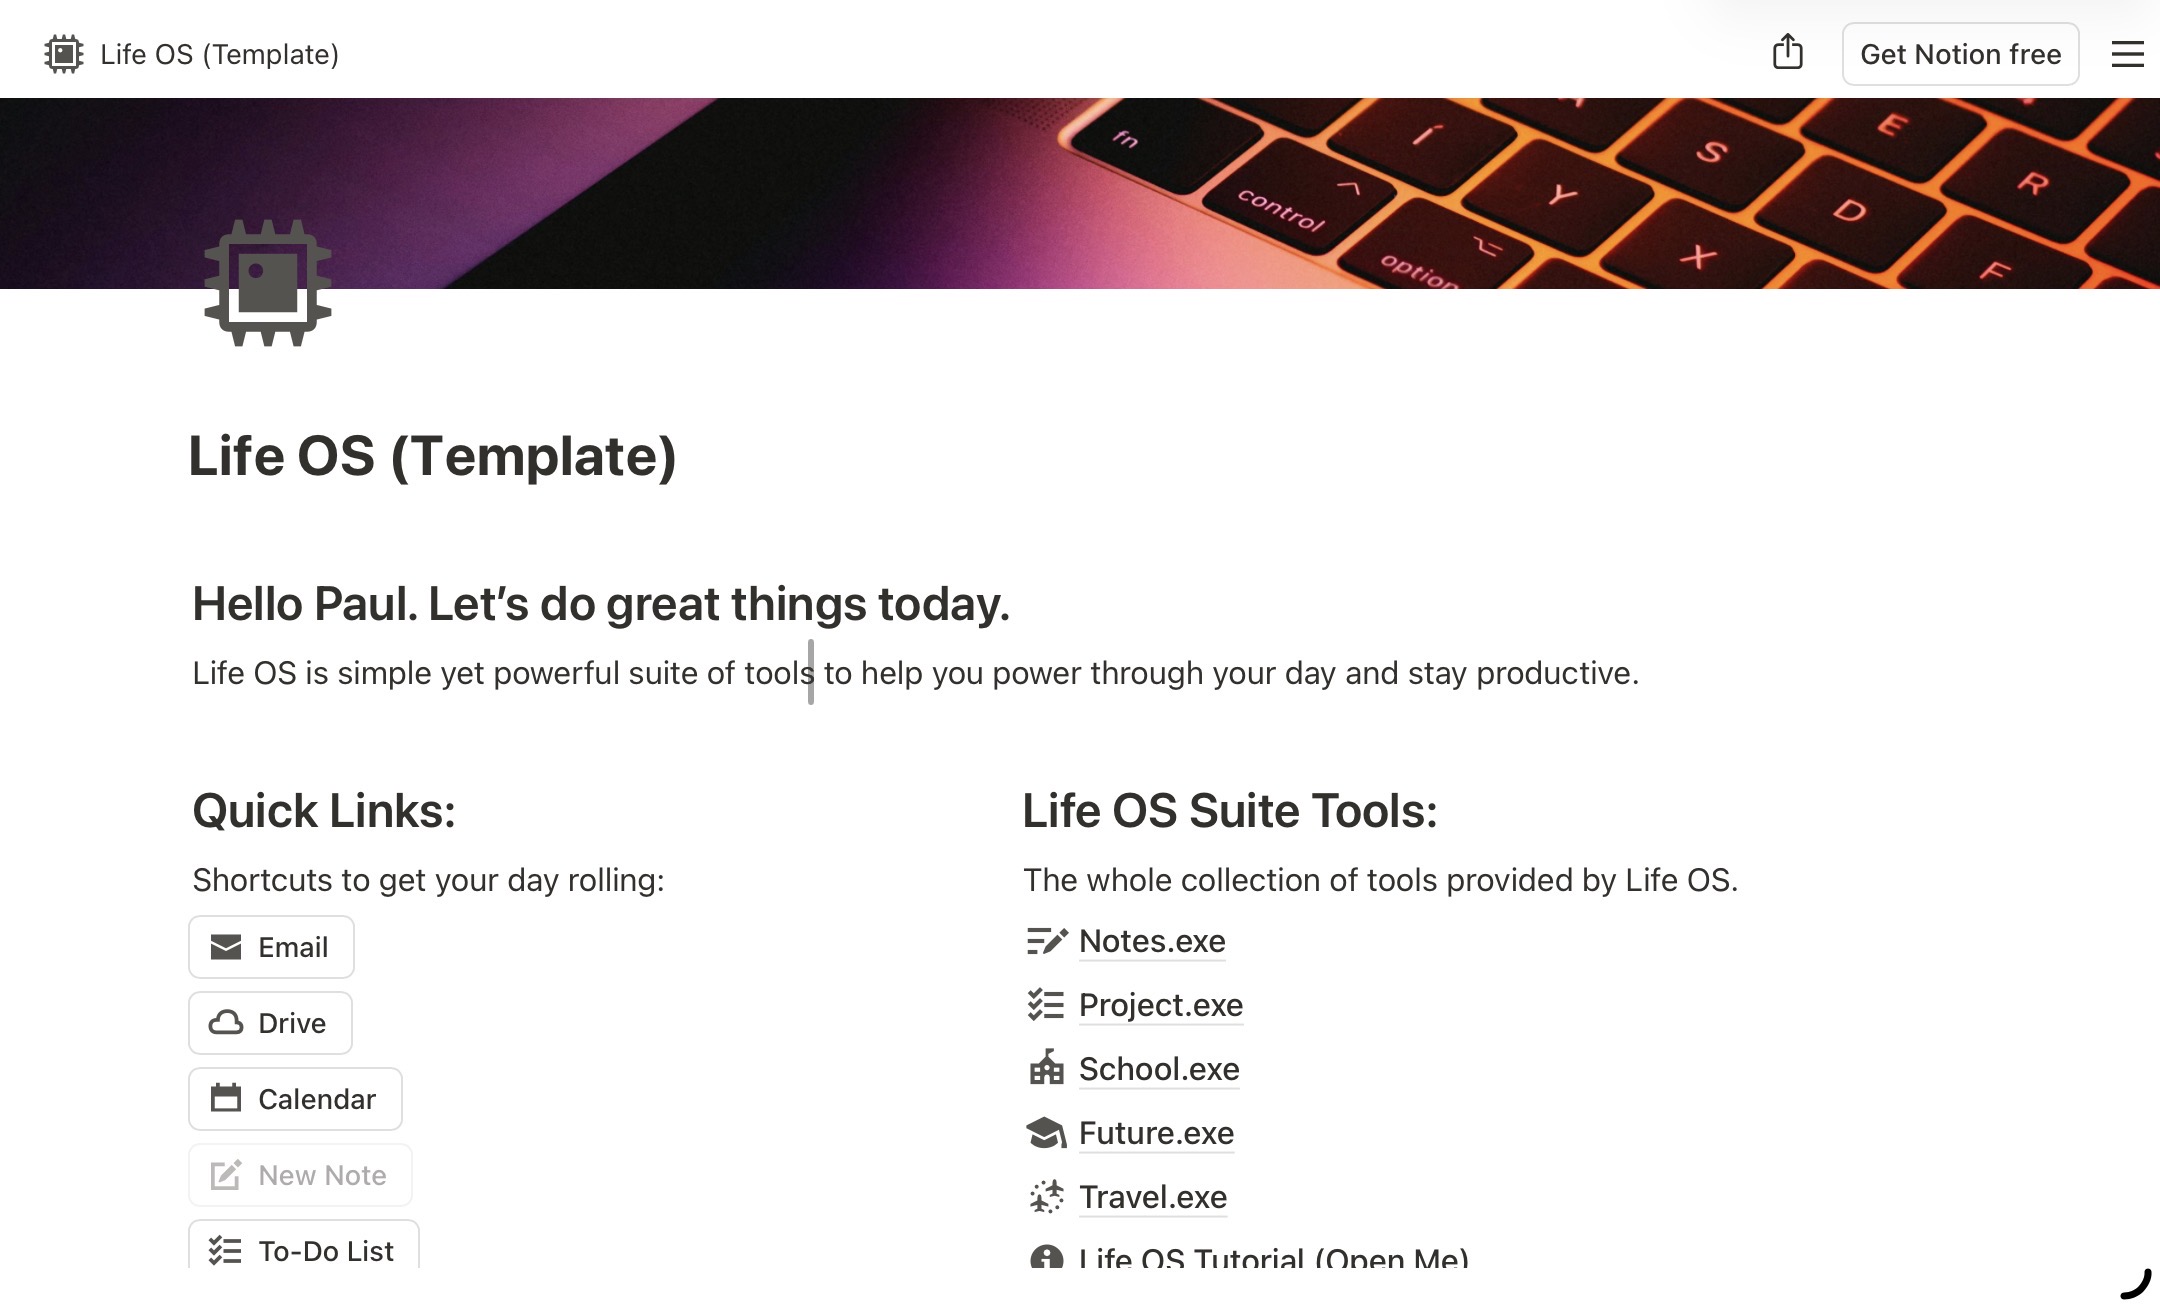 Life OS (Template)
Get Notion free
fn
control
option
Y
S
X
D
E
R
F
Life OS (Template)
Hello Paul. Let’s do great things today.
Life OS is simple yet powerful suite of tools to help you power through your day and stay productive.
Quick Links:
Shortcuts to get your day rolling:
Email
Drive
Calendar
New Note
To-Do List
Life OS Suite Tools:
The whole collection of tools provided by Life OS.
Notes.exe
Project.exe
School.exe
Future.exe
Travel.exe
Life OS Tutorial (Open Me)